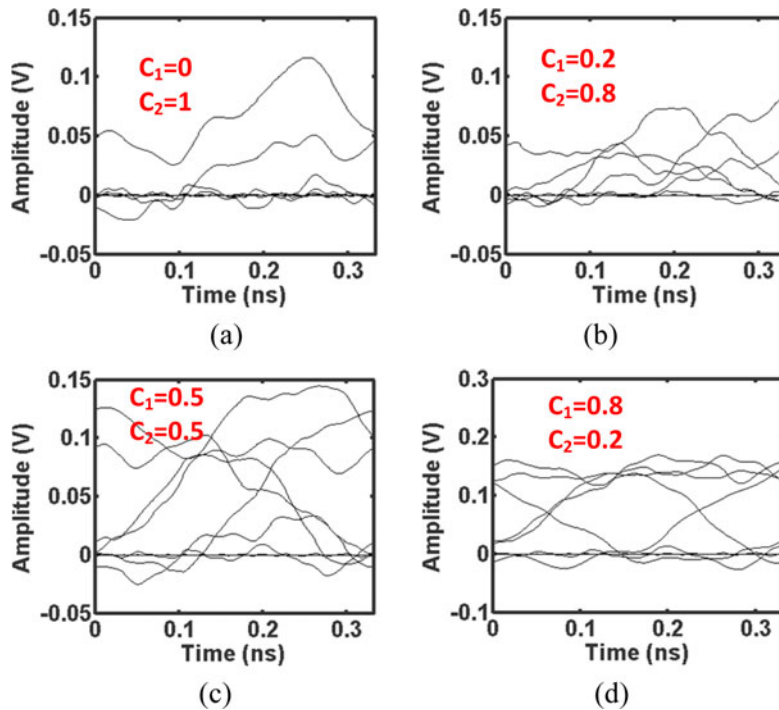 0.15
0.1
0.05
0
-0.05
Amplitude (V)
C1=0
C2=1
0 0.1 0.2 0.3
Time (ns)
(a)
0.15
0.1
0.05
0
-0.05
Amplitude (V)
C1=0.2
C2=0.8
0 0.1 0.2 0.3
Time (ns)
(b)
0.15
0.1
0.05
0
-0.05
Amplitude (V)
C1=0.5
C2=0.5
0 0.1 0.2 0.3
Time (ns)
(c)
0.3
0.2
0.1
0
-0.1
Amplitude (V)
C1=0.8
C2=0.2
0 0.1 0.2 0.3
Time (ns)
(d)